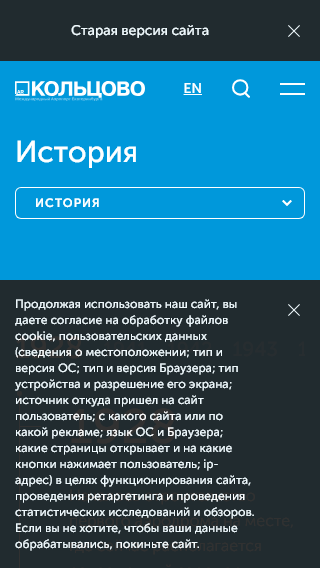 Старая версия сайта
КОЛЬЦОВО
EN
История
ИСТОРИЯ
Продолжая использовать наш сайт, вы
даете согласие на обработку файлов
cookie, пользовательских данных
(сведения о местоположении; тип и
версия ОС; тип и версия Браузера; тип
устройства и разрешение его экрана;
источник откуда пришел на сайт
пользователь; с какого сайта или по
какой рекламе; язык ОС и Браузера;
какие страницы открывает и на какие
кнопки нажимает пользователь; ip-
адрес) в целях функционирования сайта,
проведения ретаргетинга и проведения
статистических исследований и обзоров.
Если вы не хотите, чтобы ваши данные
обрабатывались, покиньте сайт.